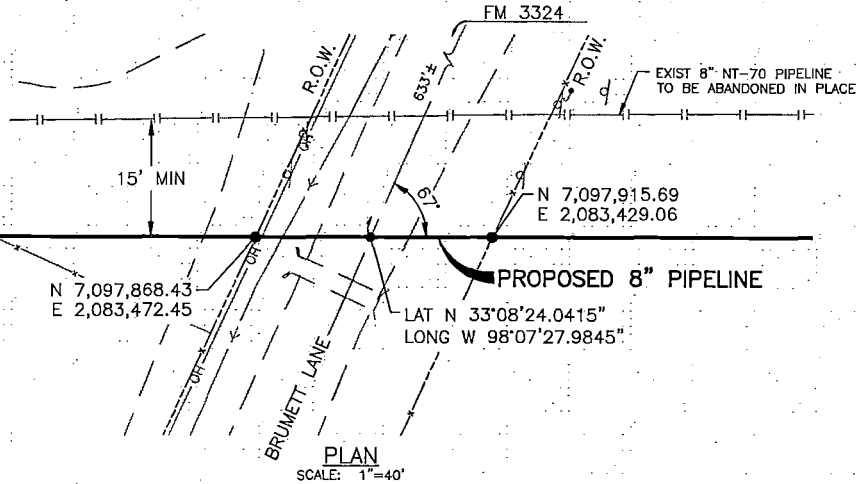 FM 3324
R.O.W.
R.O.W.
633'±
EXIST 8" NT-70 PIPELINE
TO BE ABANDONED IN PLACE
OH
15' MIN
67°
N 7,097,915.69
E 2,083,429.06
OH
PROPOSED 8" PIPELINE
N 7,097,868.43
E 2,083,472.45
LAT N 33°08'24.0415"
LONG W 98°07'27.9845"
OH
BRUMETT LANE
PLAN
SCALE: 1"=40'